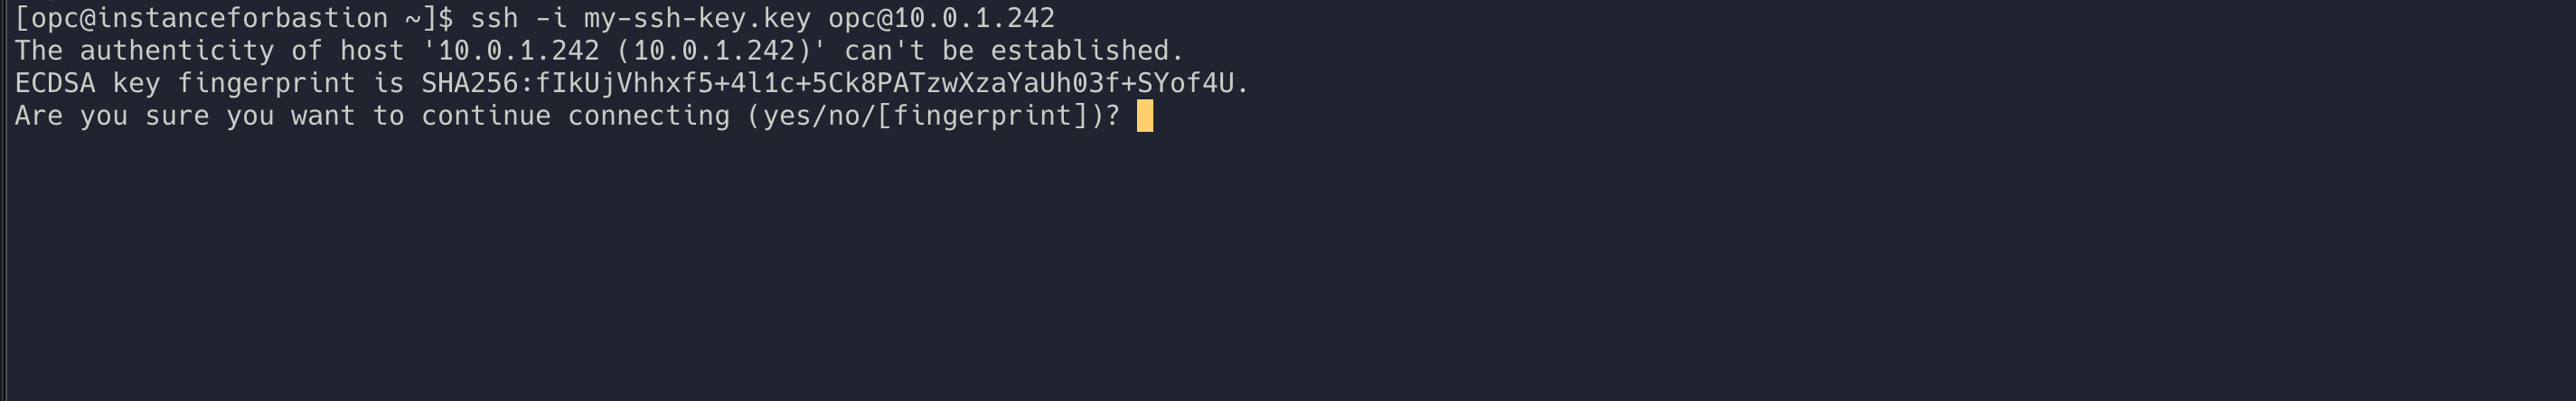 [opc@instanceforbastion ~]$ ssh -i my-ssh-key.key opc@10.0.1.242
The authenticity of host '10.0.1.242 (10.0.1.242)' can't be established.
ECDSA key fingerprint is SHA256:fIkUjVhhxf5+4l1c+5Ck8PATzwXzaYaUh03f+SYof4U.
Are you sure you want to continue connecting (yes/no/[fingerprint])?